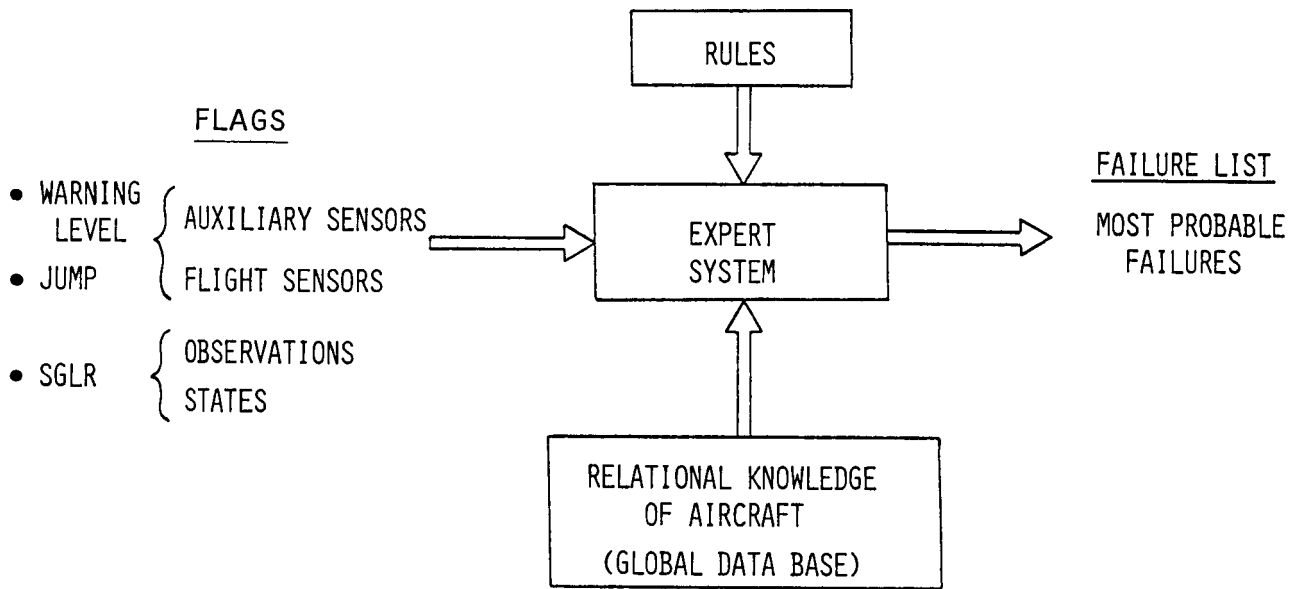 RULES
FLAGS
• WARNING
LEVEL
AUXILIARY SENSORS
• JUMP
FLIGHT SENSORS
• SGLR
OBSERVATIONS
STATES
EXPERT
SYSTEM
FAILURE LIST
MOST PROBABLE
FAILURES
RELATIONAL KNOWLEDGE
OF AIRCRAFT
(GLOBAL DATA BASE)